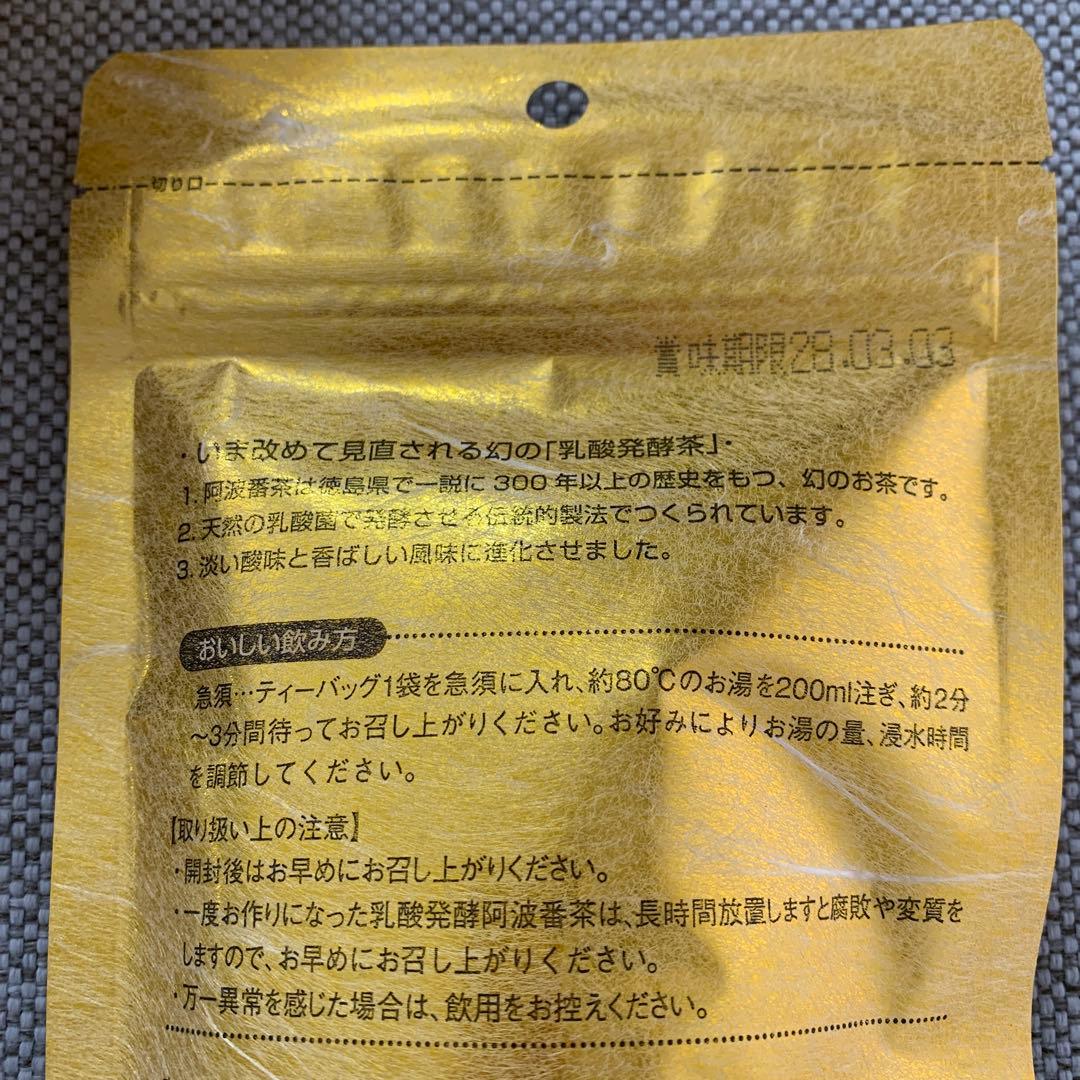 切り口
賞味期限28.03.03
・いま改めて見直される幻の「乳酸発酵茶」・
1. 阿波番茶は徳島県で一説に300年以上の歴史をもつ、幻のお茶です。
2. 天然の乳酸菌で発酵させる伝統的製法でつくられています。
3. 淡い酸味と香ばしい風味に進化させました。
おいしい飲み方
急須…ティーバッグ1袋を急須に入れ、約80℃のお湯を200ml注ぎ、約2分
～3分間待ってお召し上がりください。お好みによりお湯の量、浸水時間
を調節してください。
【取り扱い上の注意】
・開封後はお早めにお召し上がりください。
・一度お作りになった乳酸発酵阿波番茶は、長時間放置しますと腐敗や変質を
しますので、お早めにお召し上がりください。
・万一異常を感じた場合は、飲用をお控えください。